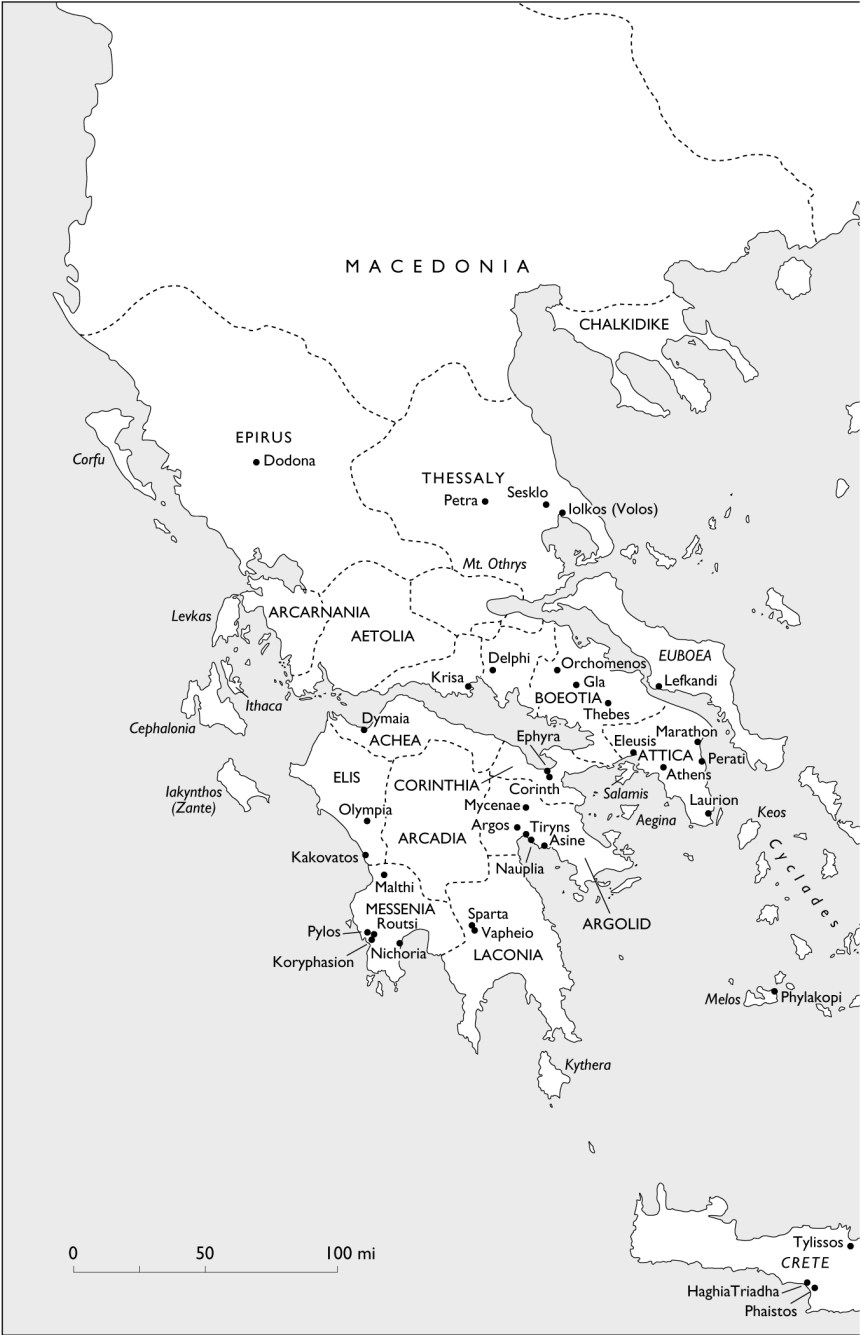 MACEDONIA
CHALKIDIKE
EPIRUS
Dodona
Corfu
THESSALY
Petra
Sesklo
Iolkos (Volos)
Mt. Othrys
Levkas
ARCARNANIA
AETOLIA
EUBOEA
Delphi
Orchomenos
Krisa
Gla
Lefkandi
BOEOTIA
Thebes
Ithaca
Cephalonia
Dymaia
ACHEA
Ephyra
Eleusis
Marathon
ATTICA
Perati
Athens
Iakynthos
(Zante)
ELIS
CORINTHIA
Corinth
Salamis
Laurion
Mycenae
Aegina
Keos
Olympia
Argos
Tiryns
ARCADIA
Asine
Kakovatos
Nauplia
Cyclades
Malthi
MESSENIA
Sparta
ARGOLID
Routsi
Pylos
Vapheio
Koryphasion
Nichoria
LACONIA
Melos
Phylakopi
Kythera
0 50 100 mi
Tylissos
CRETE
HaghiaTriadha
Phaistos